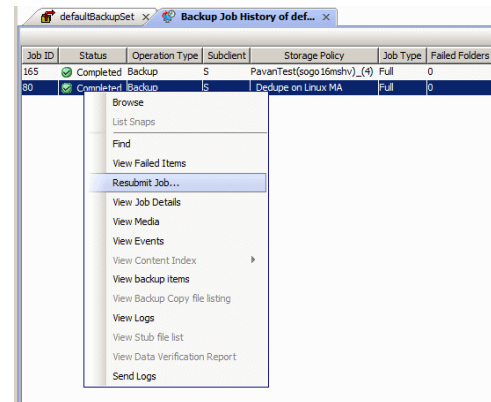 defaultBackupSet Backup Job History of def...
Job ID Status Operation Type Subclient Storage Policy Job Type Failed Folders
165 Completed Backup S PavanTest(sogo16mshv)_(4) Full 0
80 Completed Backup S Dedupe on Linux MA Full 0
Browse
List Snaps
Find
View Failed Items
Resubmit Job...
View Job Details
View Media
View Events
View Content Index
View backup items
View Backup Copy file listing
View Logs
View Stub file list
View Data Verification Report
Send Logs